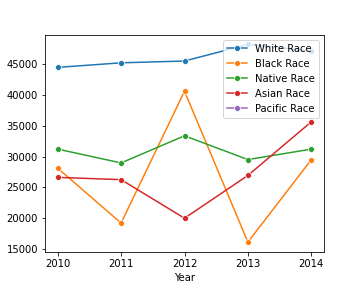 White Race
Black Race
Native Race
Asian Race
Pacific Race
45000
40000
35000
30000
25000
20000
15000
2010 2011 2012 2013 2014
Year